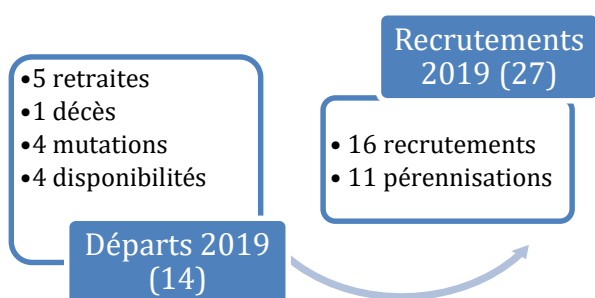 •5 retraites
•1 décès
•4 mutations
•4 disponibilités
Départs 2019
(14)
Recrutements
2019 (27)
• 16 recrutements
• 11 pérennisations